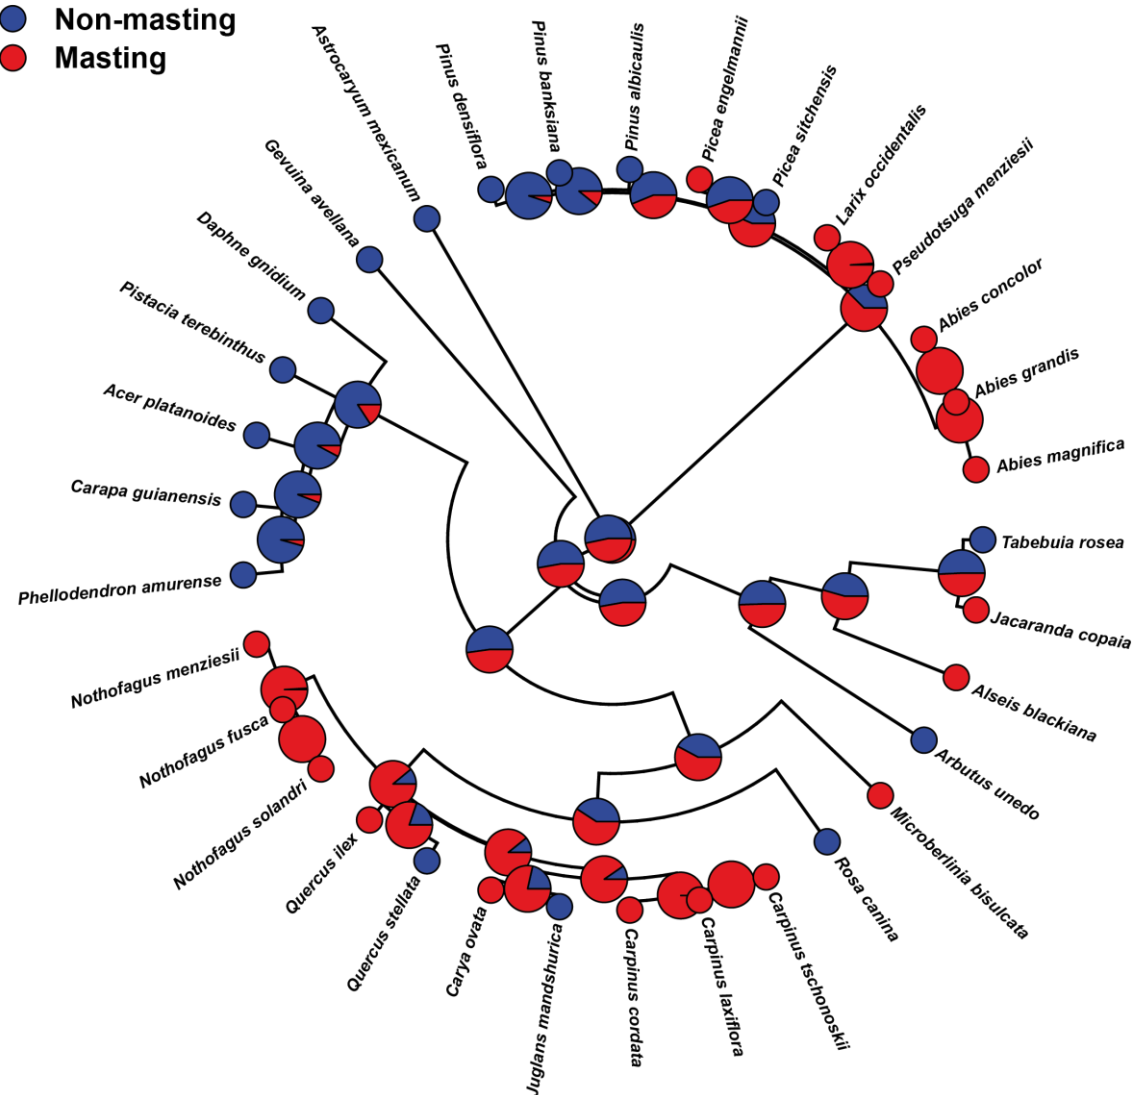 Non-masting
Masting
Astrocaryum mexicanum
Pinus densiflora
Pinus banksiana
Pinus albicaulis
Picea engelmannii
Picea sitchensis
Larix occidentalis
Pseudotsuga menziesii
Abies concolor
Abies grandis
Abies magnifica
Tabebuia rosea
Jacaranda copaia
Alseis blackiana
Arbutus unedo
Microberlinia bisulcata
Rosa canina
Carpinus tschonoskii
Carpinus laxiflora
Carpinus cordata
Juglans mandshurica
Carya ovata
Quercus stellata
Quercus ilex
Nothofagus solandri
Nothofagus fusca
Nothofagus menziesii
Phellodendron amurense
Carapa guianensis
Acer platanoides
Pistacia terebinthus
Daphne gnidium
Gevuina avellana